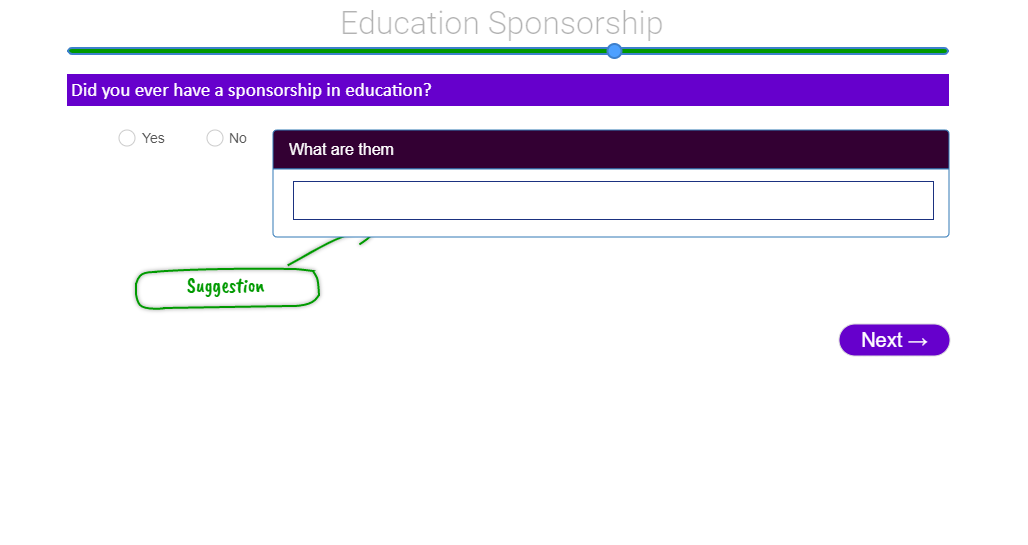 Education Sponsorship
Did you ever have a sponsorship in education?
Yes
No
What are them
Suggestion
Next →